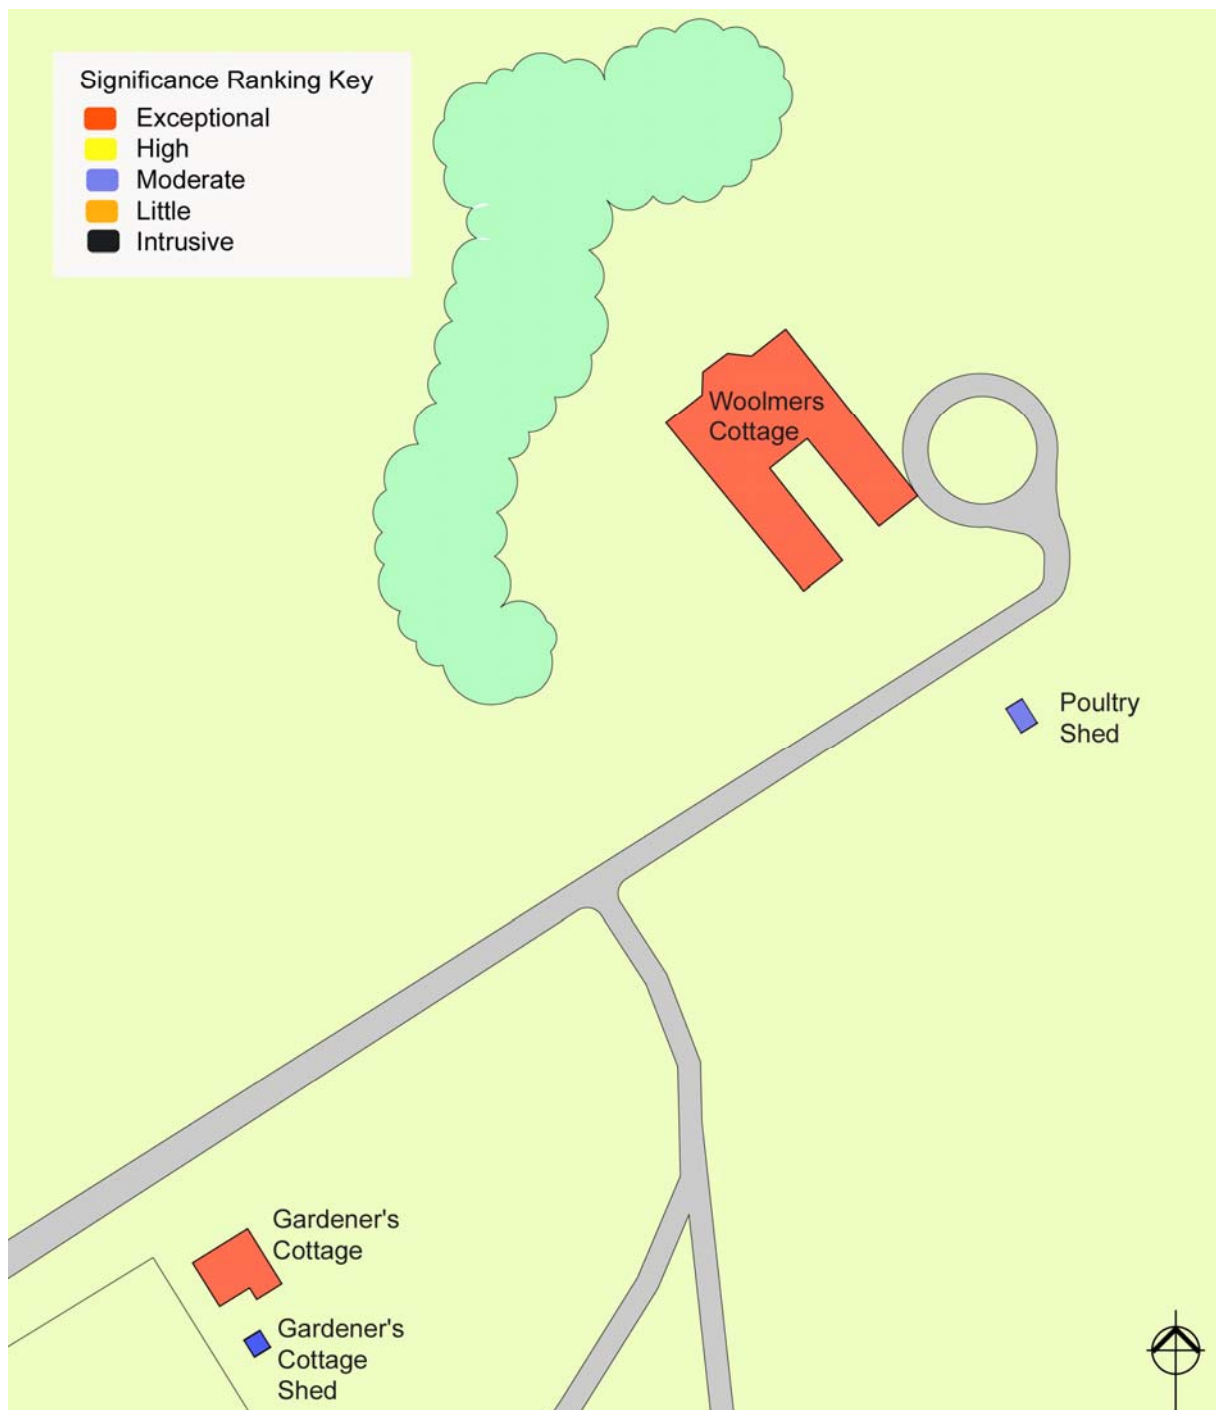 Significance Ranking Key
Exceptional
High
Moderate
Little
Intrusive
Woolmers
Cottage
Poultry
Shed
Gardener's
Cottage
Gardener's
Cottage
Shed